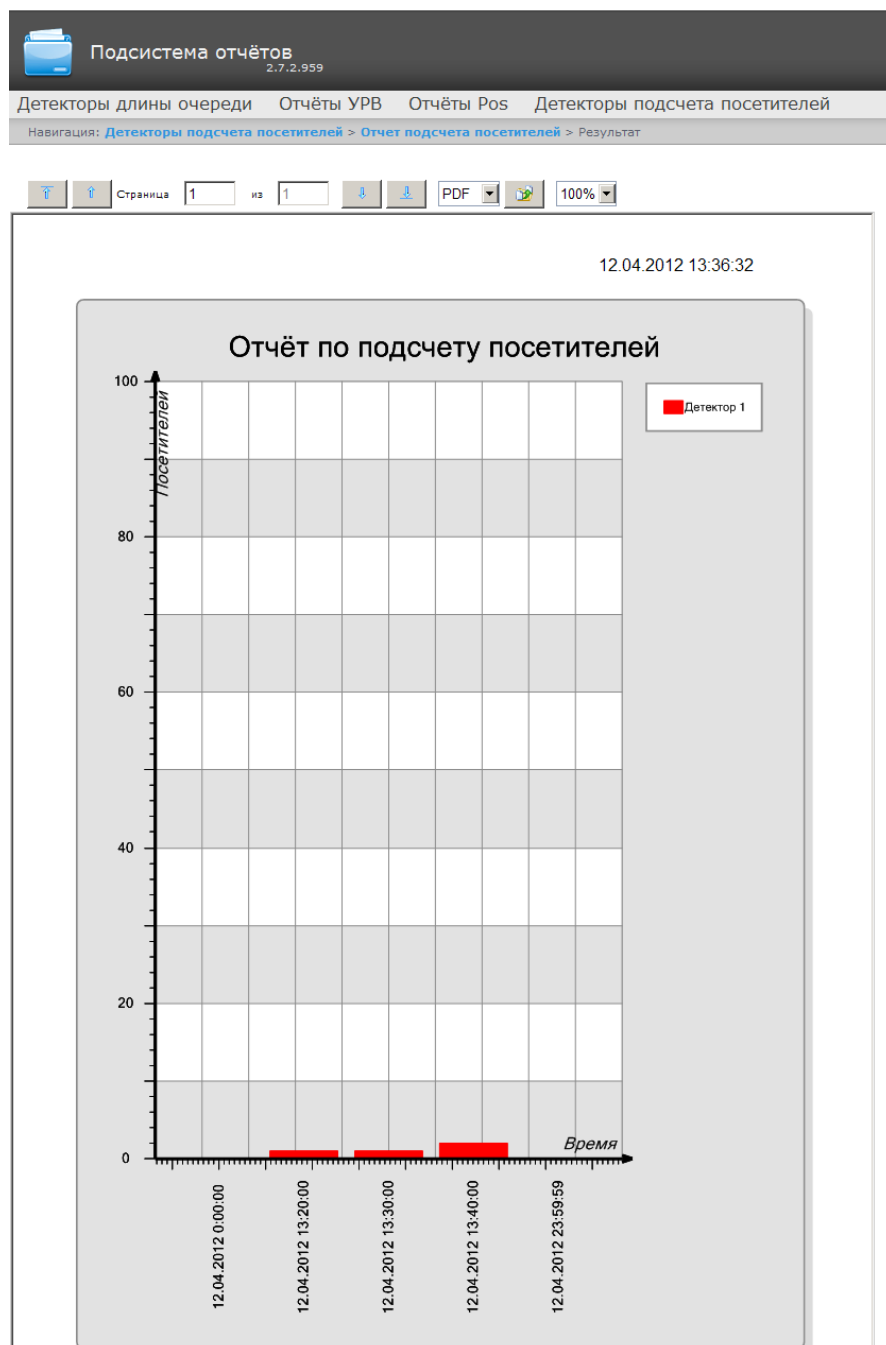 Подсистема отчётов
2.7.2.959
Детекторы длины очереди Отчёты УРВ Отчёты Pos Детекторы подсчета посетителей
Навигация: Детекторы подсчета посетителей > Отчет подсчета посетителей > Результат
Страница 1 из 1 PDF 100%
12.04.2012 13:36:32
Отчёт по подсчету посетителей
Посетителей
Детектор 1
100
80
60
40
20
0
Время
12.04.2012 0:00:00
12.04.2012 13:20:00
12.04.2012 13:30:00
12.04.2012 13:40:00
12.04.2012 23:59:59